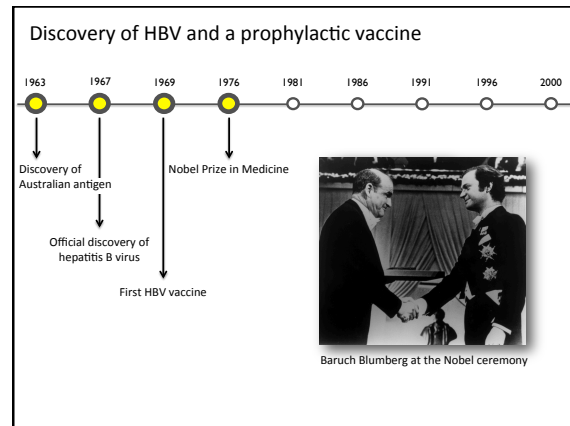 Discovery of HBV and a prophylactic vaccine
1963 1967 1969 1976 1981 1986 1991 1996 2000
Discovery of
Australian antigen
Nobel Prize in Medicine
Official discovery of
hepatitis B virus
First HBV vaccine
Baruch Blumberg at the Nobel ceremony